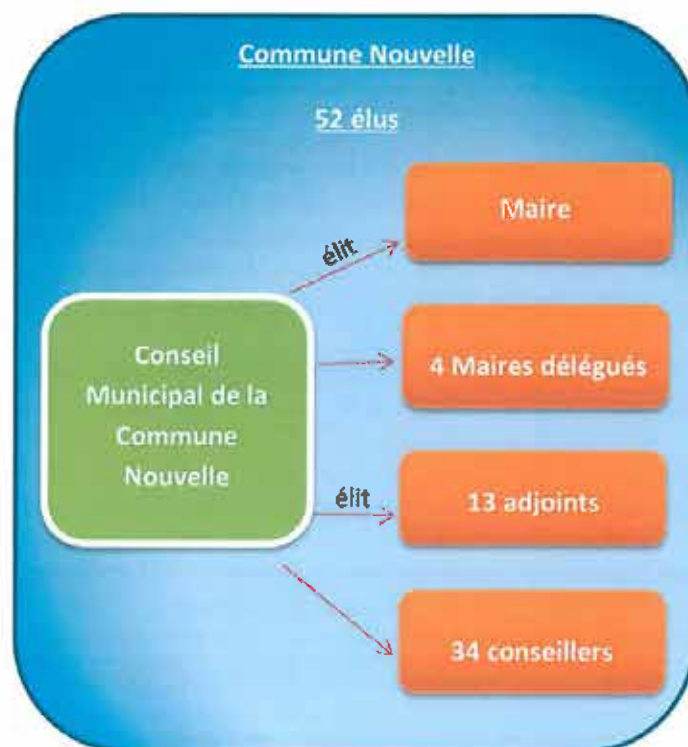 Commune Nouvelle
52 élus
Maire
élit
Conseil
Municipal de la
Commune
Nouvelle
4 Maires délégués
élit
13 adjoints
34 conseillers